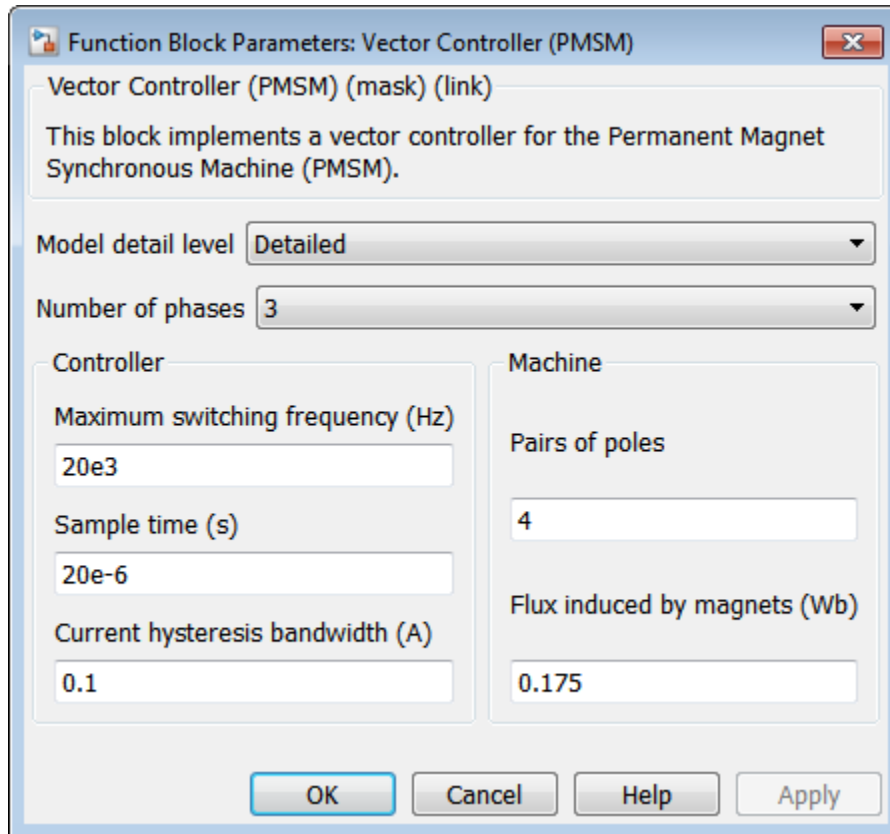 Function Block Parameters: Vector Controller (PMSM)
Vector Controller (PMSM) (mask) (link)
This block implements a vector controller for the Permanent Magnet
Synchronous Machine (PMSM).
Model detail level Detailed
Number of phases 3
Controller
Maximum switching frequency (Hz)
20e3
Sample time (s)
20e-6
Current hysteresis bandwidth (A)
0.1
Machine
Pairs of poles
4
Flux induced by magnets (Wb)
0.175
OK Cancel Help Apply